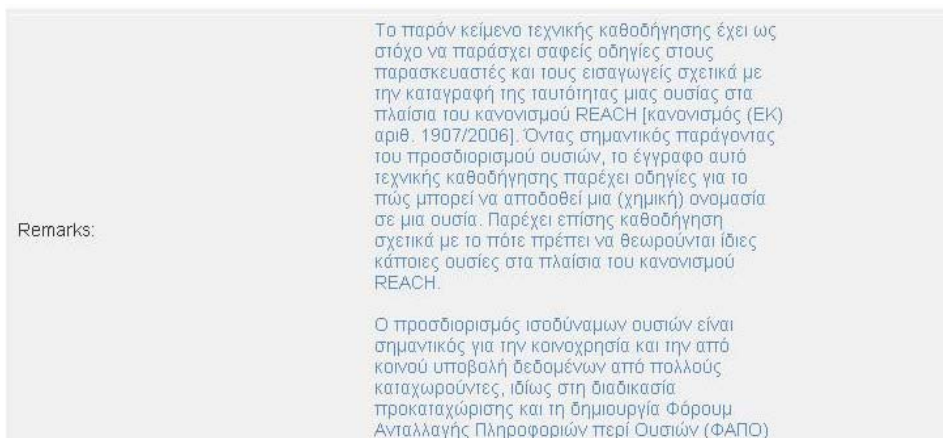 Το παρόν κείμενο τεχνικής καθοδήγησης έχει ως
στόχο να παράσχει σαφείς οδηγίες στους
παρασκευαστές και τους εισαγωγείς σχετικά με
την καταγραφή της ταυτότητας μιας ουσίας στα
πλαίσια του κανονισμού REACH [κανονισμός (ΕΚ)
αριθ. 1907/2006]. Όντας σημαντικός παράγοντας
του προσδιορισμού ουσιών, το έγγραφο αυτό
τεχνικής καθοδήγησης παρέχει οδηγίες για το
πώς μπορεί να αποδοθεί μια (χημική) ονομασία
σε μια ουσία. Παρέχει επίσης καθοδήγηση
Remarks:
σχετικά με το πότε πρέπει να θεωρούνται ίδιες
κάποιες ουσίες στα πλαίσια του κανονισμού
REACH.
Ο προσδιορισμός ισοδύναμων ουσιών είναι
σημαντικός για την κοινοχρησία και την από
κοινού υποβολή δεδομένων από πολλούς
καταχωρούντες, ιδίως στη διαδικασία
προκαταχώρισης και τη δημιουργία Φόρουμ
Ανταλλαγής Πληροφοριών περί Ουσιών (ΦΑΠΟ)